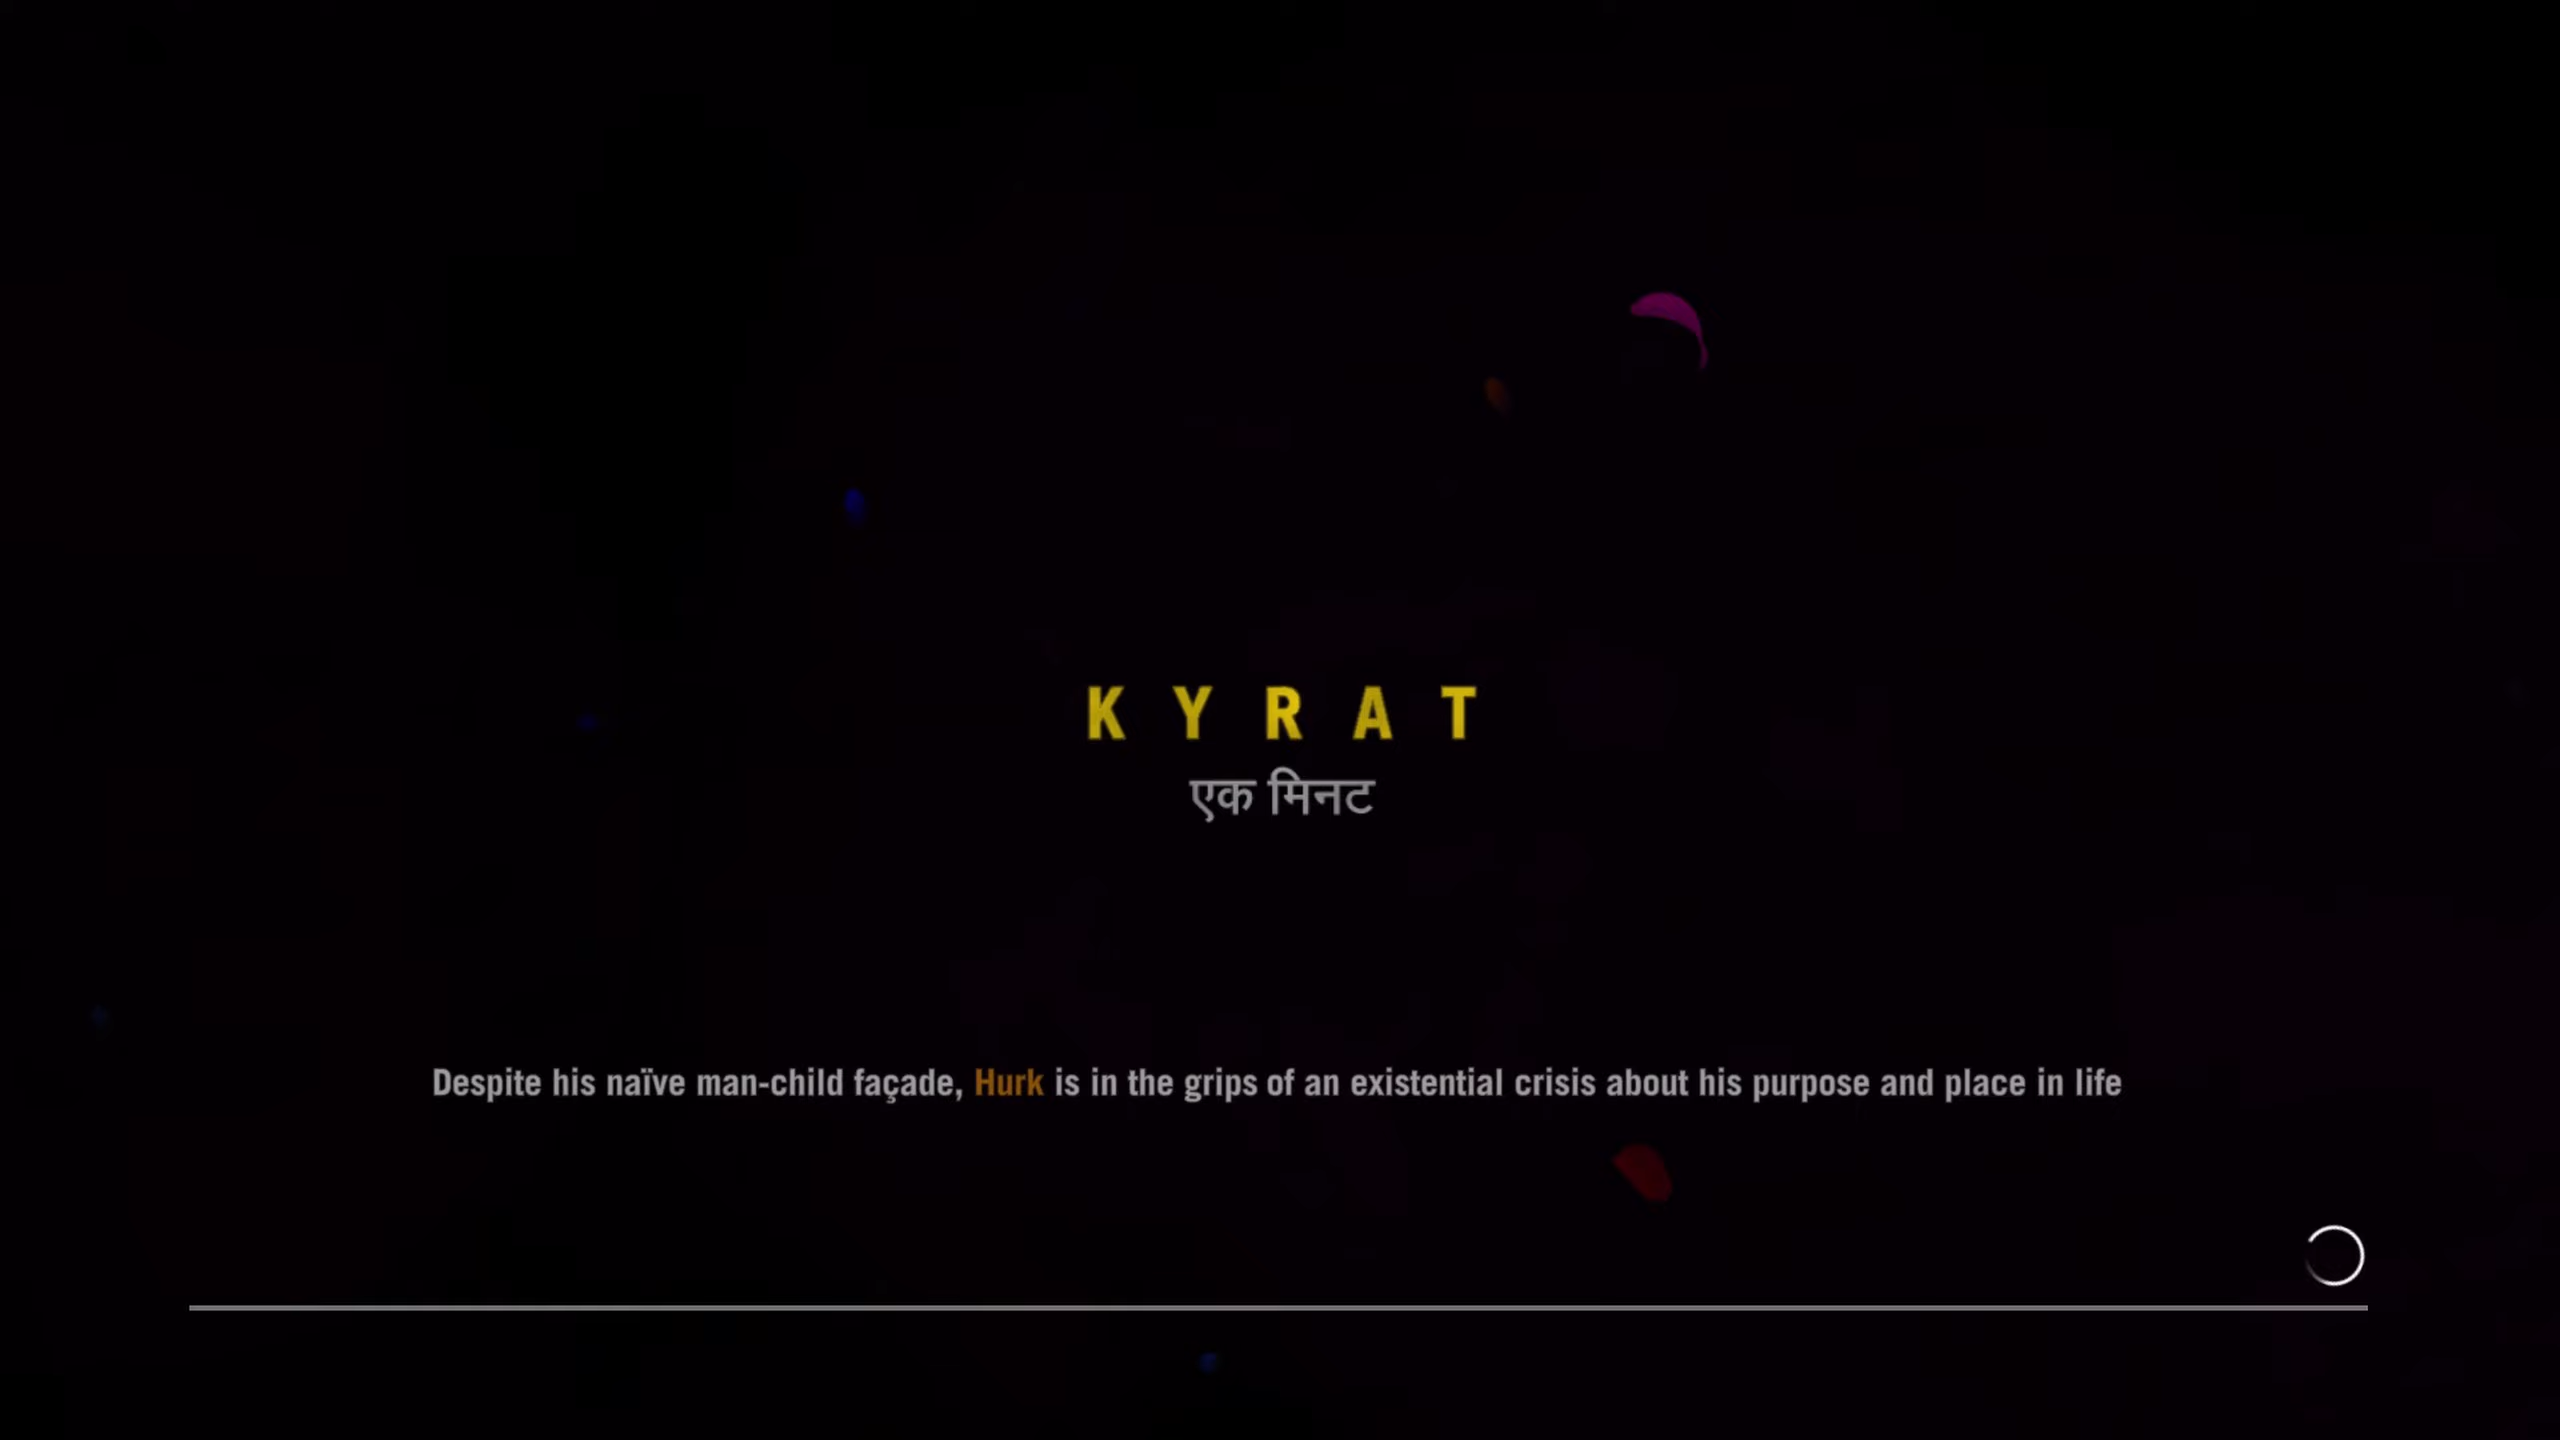 KYRAT
एक मिनट
Despite his naïve man-child façade, Hurk is in the grips of an existential crisis about his purpose and place in life